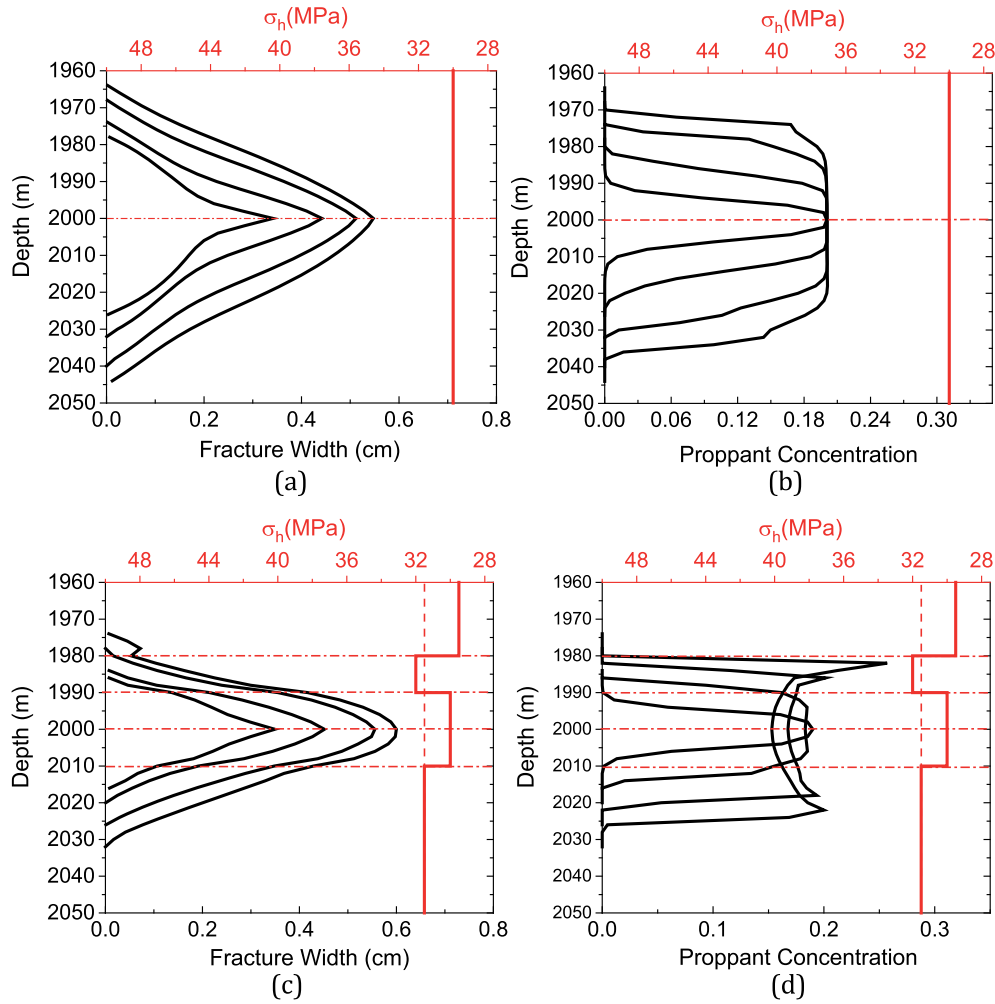 σh(MPa)
48 44 40 36 32 28
1960
1970
1980
1990
2000
2010
2020
2030
2040
2050
Depth (m)
0.0 0.2 0.4 0.6 0.8
Fracture Width (cm)
(a)
σh(MPa)
48 44 40 36 32 28
1960
1970
1980
1990
2000
2010
2020
2030
2040
2050
Depth (m)
0.00 0.06 0.12 0.18 0.24 0.30
Proppant Concentration
(b)
σh(MPa)
48 44 40 36 32 28
1960
1970
1980
1990
2000
2010
2020
2030
2040
2050
Depth (m)
0.0 0.2 0.4 0.6 0.8
Fracture Width (cm)
(c)
σh(MPa)
48 44 40 36 32 28
1960
1970
1980
1990
2000
2010
2020
2030
2040
2050
Depth (m)
0.0 0.1 0.2 0.3
Proppant Concentration
(d)